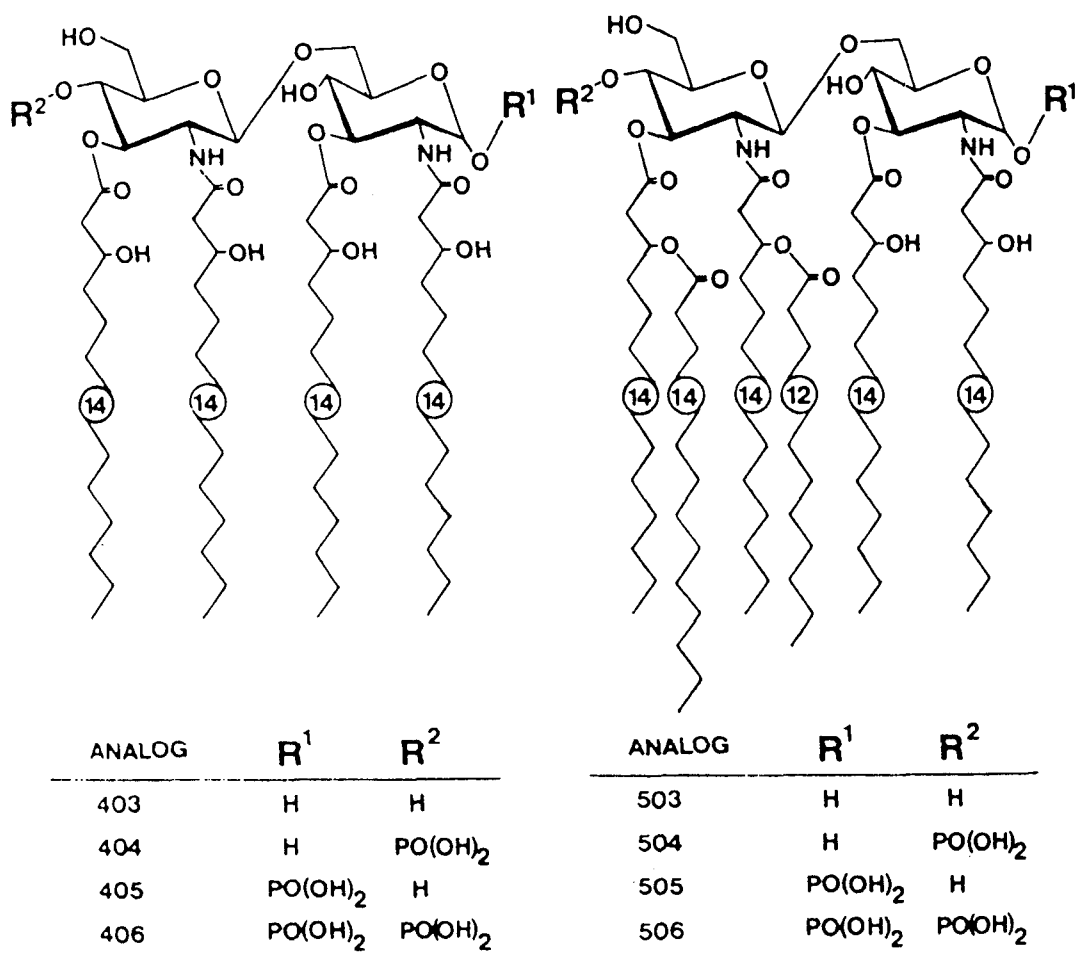 HO O O O HO O
R²-O HO R¹
O NH O NH O
O O O O
OH OH OH OH
14 14 14 14
ANALOG R¹ R²
403 H H
404 H PO(OH)₂
405 PO(OH)₂ H
406 PO(OH)₂ PO(OH)₂
HO O O O HO O
R²-O HO R¹
O NH O NH O
O O O O
O O OH OH
O O
14 14 14 12 14 14
ANALOG R¹ R²
503 H H
504 H PO(OH)₂
505 PO(OH)₂ H
506 PO(OH)₂ PO(OH)₂